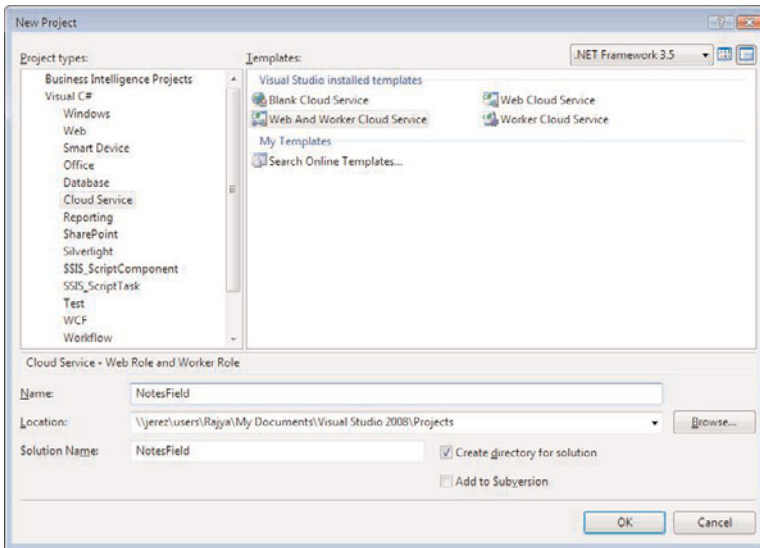 New Project
Project types:
Templates:
.NET Framework 3.5
Business Intelligence Projects
Visual C#
Windows
Web
Smart Device
Office
Database
Cloud Service
Reporting
SharePoint
Silverlight
SSIS_ScriptComponent
SSIS_ScriptTask
Test
WCF
Workflow
Visual Studio installed templates
Blank Cloud Service
Web Cloud Service
Web And Worker Cloud Service
Worker Cloud Service
My Templates
Search Online Templates...
Cloud Service - Web Role and Worker Role
Name:
NotesField
Location:
\\jerez\users\Rajya\My Documents\Visual Studio 2008\Projects
Browse...
Solution Name:
NotesField
Create directory for solution
Add to Subversion
OK
Cancel